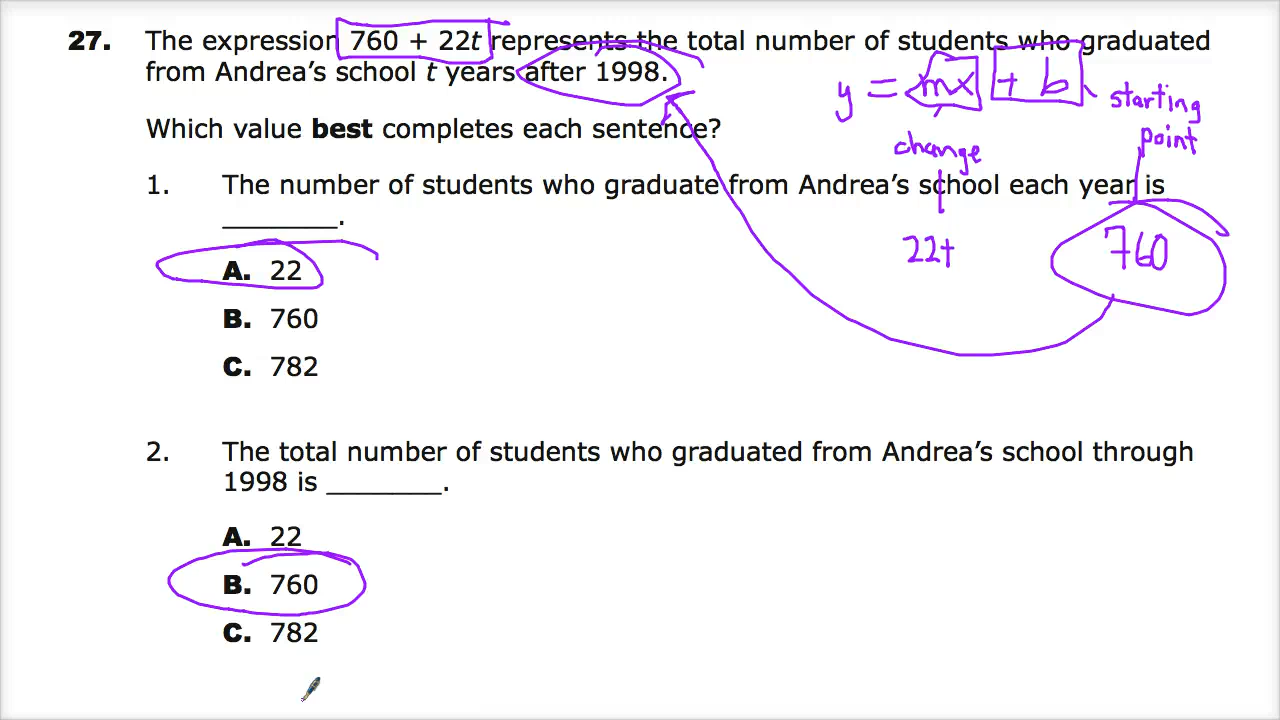 27. The expression 760 + 22t represents the total number of students who graduated
from Andrea's school t years after 1998.
y = mx + b
starting
point
Which value best completes each sentence?
change
1. The number of students who graduate from Andrea's school each year is
________.
22t
760
A. 22
B. 760
C. 782
2. The total number of students who graduated from Andrea's school through
1998 is ________.
A. 22
B. 760
C. 782